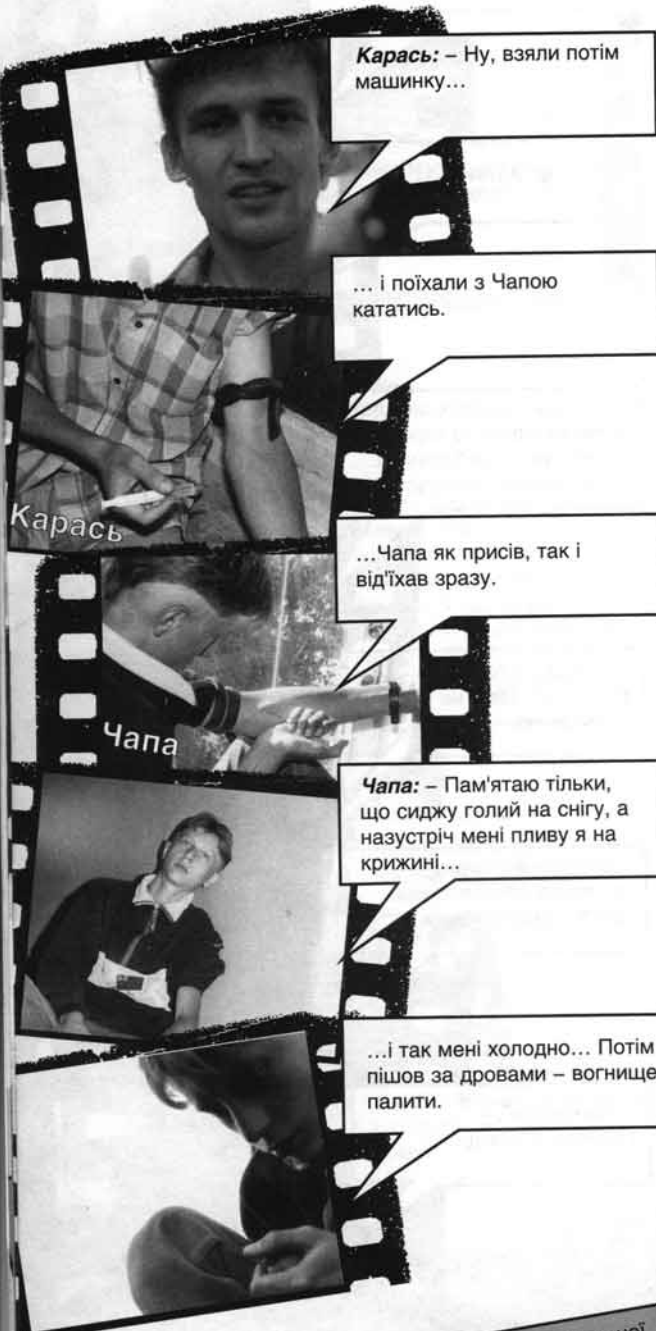 Карась: – Ну, взяли потім
машинку…
… і поїхали з Чапою
кататись.
Карась
…Чапа як присів, так і
від'їхав зразу.
Чапа
Чапа: – Пам'ятаю тільки,
що сиджу голий на снігу, а
назустріч мені пливу я на
крижині…
…і так мені холодно… Потім
пішов за дровами – вогнище
палити.